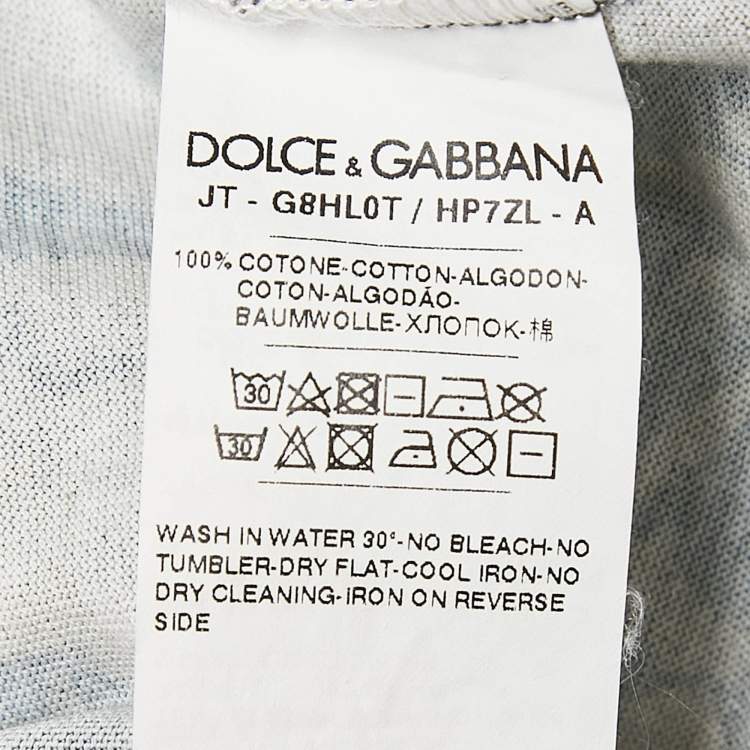 DOLCE & GABBANA
JT - G8HL0T / HP7ZL - A
100% COTONE-COTTON-ALGODON-
COTON-ALGODÃO-
BAUMWOLLE-ХЛОПОК-棉
30
30
WASH IN WATER 30°-NO BLEACH-NO
TUMBLER-DRY FLAT-COOL IRON-NO
DRY CLEANING-IRON ON REVERSE
SIDE